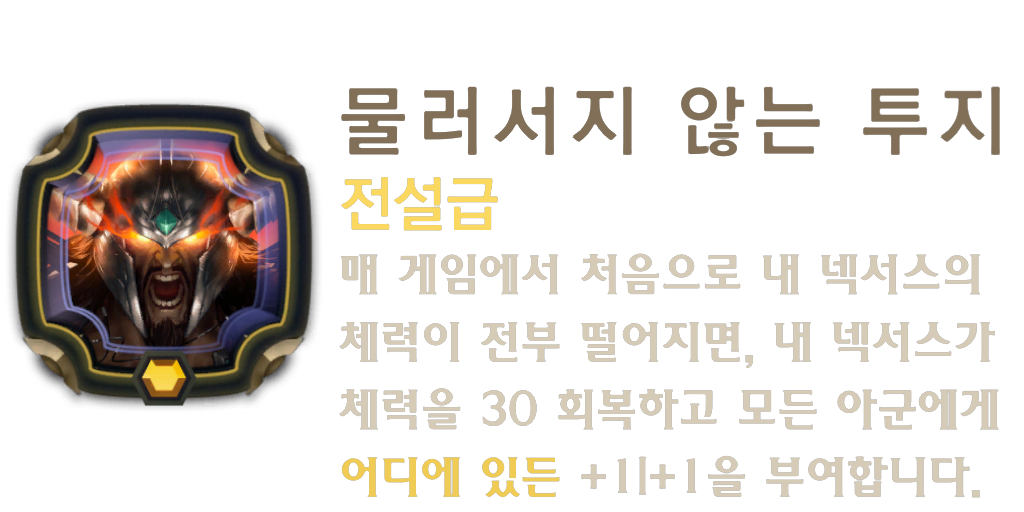 물러서지 않는 투지
전설급
매 게임에서 처음으로 내 넥서스의
체력이 전부 떨어지면, 내 넥서스가
체력을 30 회복하고 모든 아군에게
어디에 있든 +1|+1을 부여합니다.